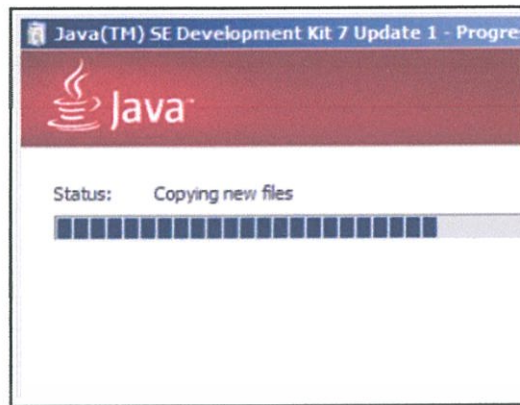 Java(TM) SE Development Kit 7 Update 1 - Progre
Java
Status: Copying new files